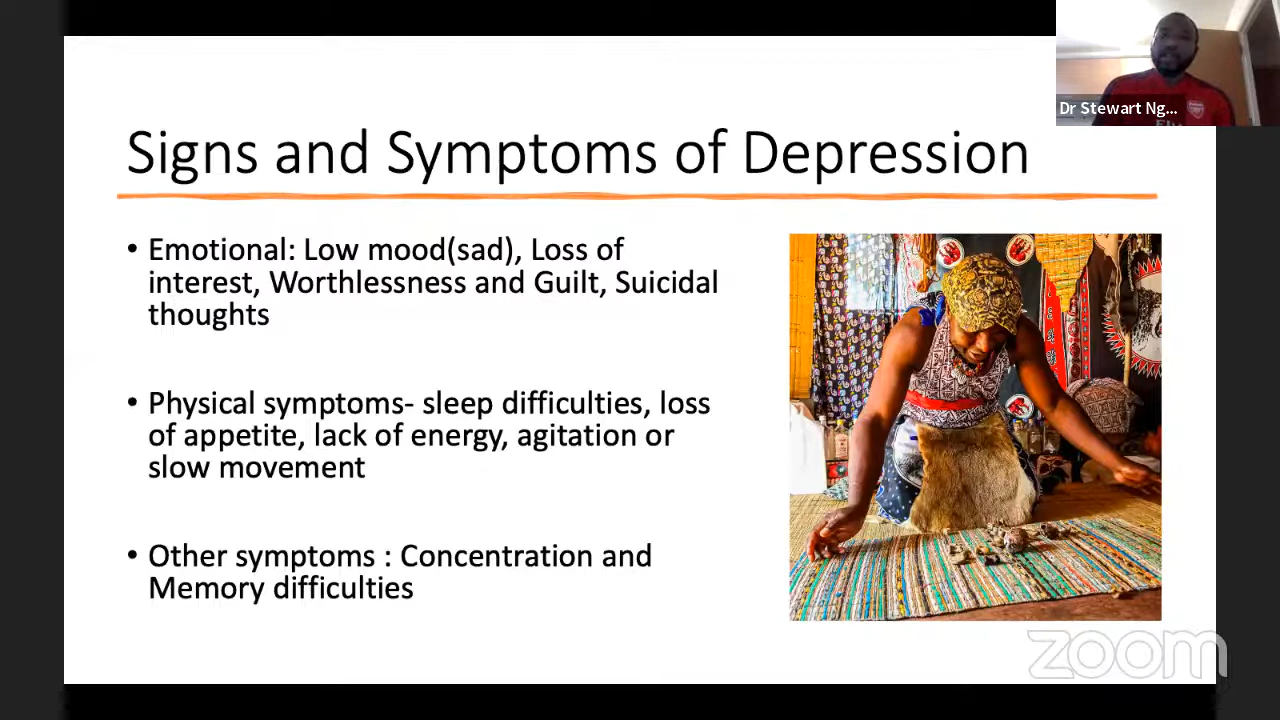 Dr Stewart Ng...
Signs and Symptoms of Depression
• Emotional: Low mood(sad), Loss of
interest, Worthlessness and Guilt, Suicidal
thoughts
• Physical symptoms- sleep difficulties, loss
of appetite, lack of energy, agitation or
slow movement
• Other symptoms : Concentration and
Memory difficulties
zoom